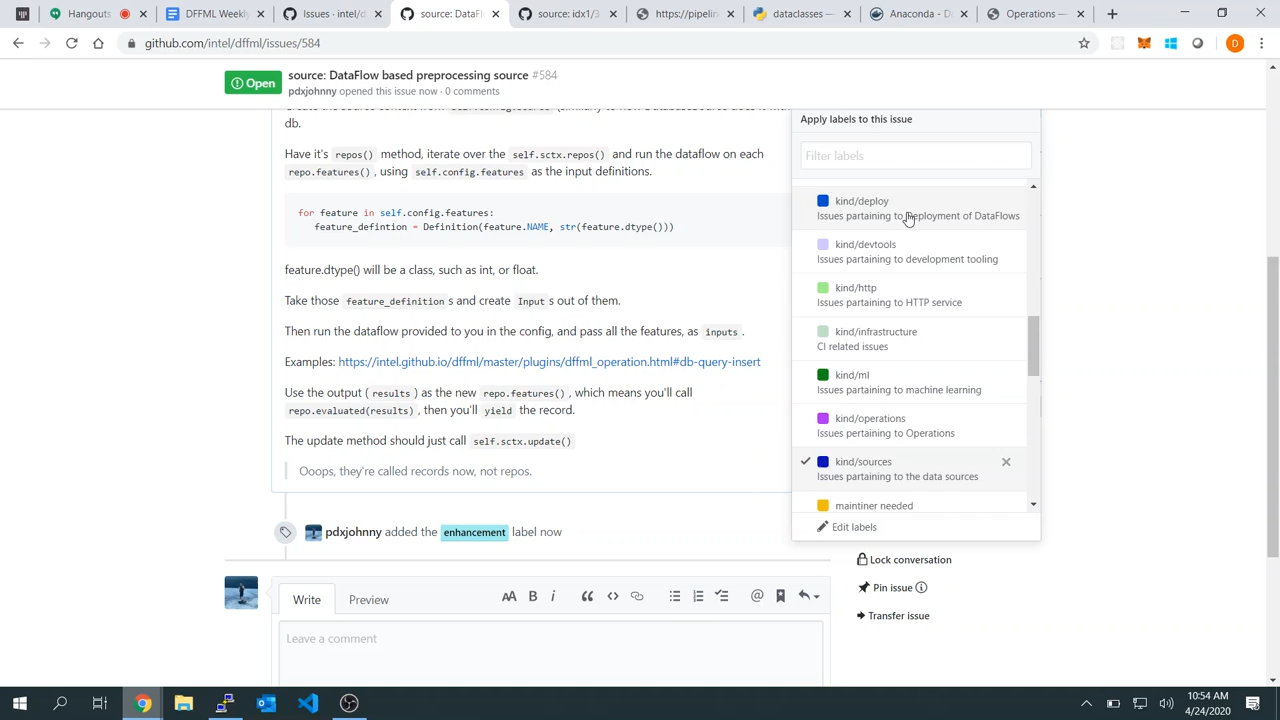 Hangouts
DFFML Weekly
Issues · intel/d
source: DataFl
source: idx1/3
https://pipelin
dataclasses —
Anaconda - De
Operations —
github.com/intel/dffml/issues/584
D
Open
source: DataFlow based preprocessing source #584
pdxjohnny opened this issue now · 0 comments
db.
Have it's repos() method, iterate over the self.sctx.repos() and run the dataflow on each
repo.features(), using self.config.features as the input definitions.
for feature in self.config.features:
feature_defintion = Definition(feature.NAME, str(feature.dtype()))
feature.dtype() will be a class, such as int, or float.
Take those feature_definition s and create Input s out of them.
Then run the dataflow provided to you in the config, and pass all the features, as inputs .
Examples: https://intel.github.io/dffml/master/plugins/dffml_operation.html#db-query-insert
Use the output ( results ) as the new repo.features() , which means you'll call
repo.evaluated(results) , then you'll yield the record.
The update method should just call self.sctx.update()
Ooops, they're called records now, not repos.
pdxjohnny added the enhancement label now
Write
Preview
AA B i
Leave a comment
Apply labels to this issue
Filter labels
kind/deploy
Issues pertaining to deployment of DataFlows
kind/devtools
Issues pertaining to development tooling
kind/http
Issues pertaining to HTTP service
kind/infrastructure
CI related issues
kind/ml
Issues pertaining to machine learning
kind/operations
Issues pertaining to Operations
kind/sources
Issues pertaining to the data sources
maintiner needed
Edit labels
Lock conversation
Pin issue
Transfer issue
10:54 AM
4/24/2020